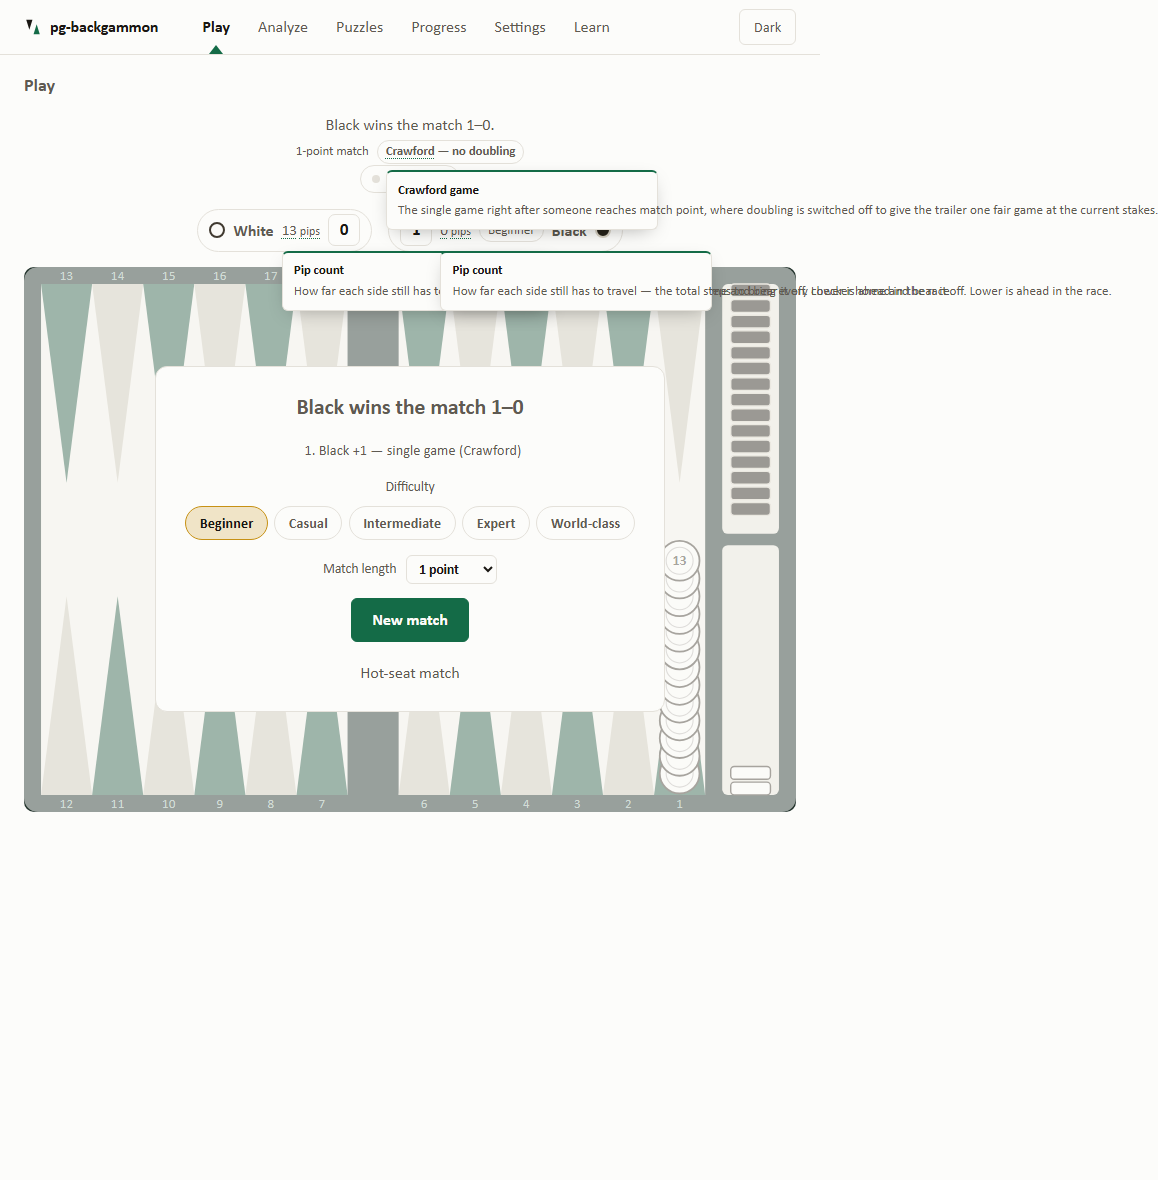 pg-backgammon Play Analyze Puzzles Progress Settings Learn Dark
Play
Black wins the match 1–0.
1-point match Crawford — no doubling
Crawford game
The single game right after someone reaches match point, where doubling is switched off to give the trailer one fair game at the current stakes.
White 13 pips 0 1 0 pips Beginner Black
Pip count
How far each side still has t
Pip count
How far each side still has to travel — the total
off. Lower is ahead in the race.
13 14 15 16 17
Black wins the match 1–0
1. Black +1 — single game (Crawford)
Difficulty
Beginner Casual Intermediate Expert World-class
Match length 1 point
New match
Hot-seat match
13
12 11 10 9 8 7 6 5 4 3 2 1